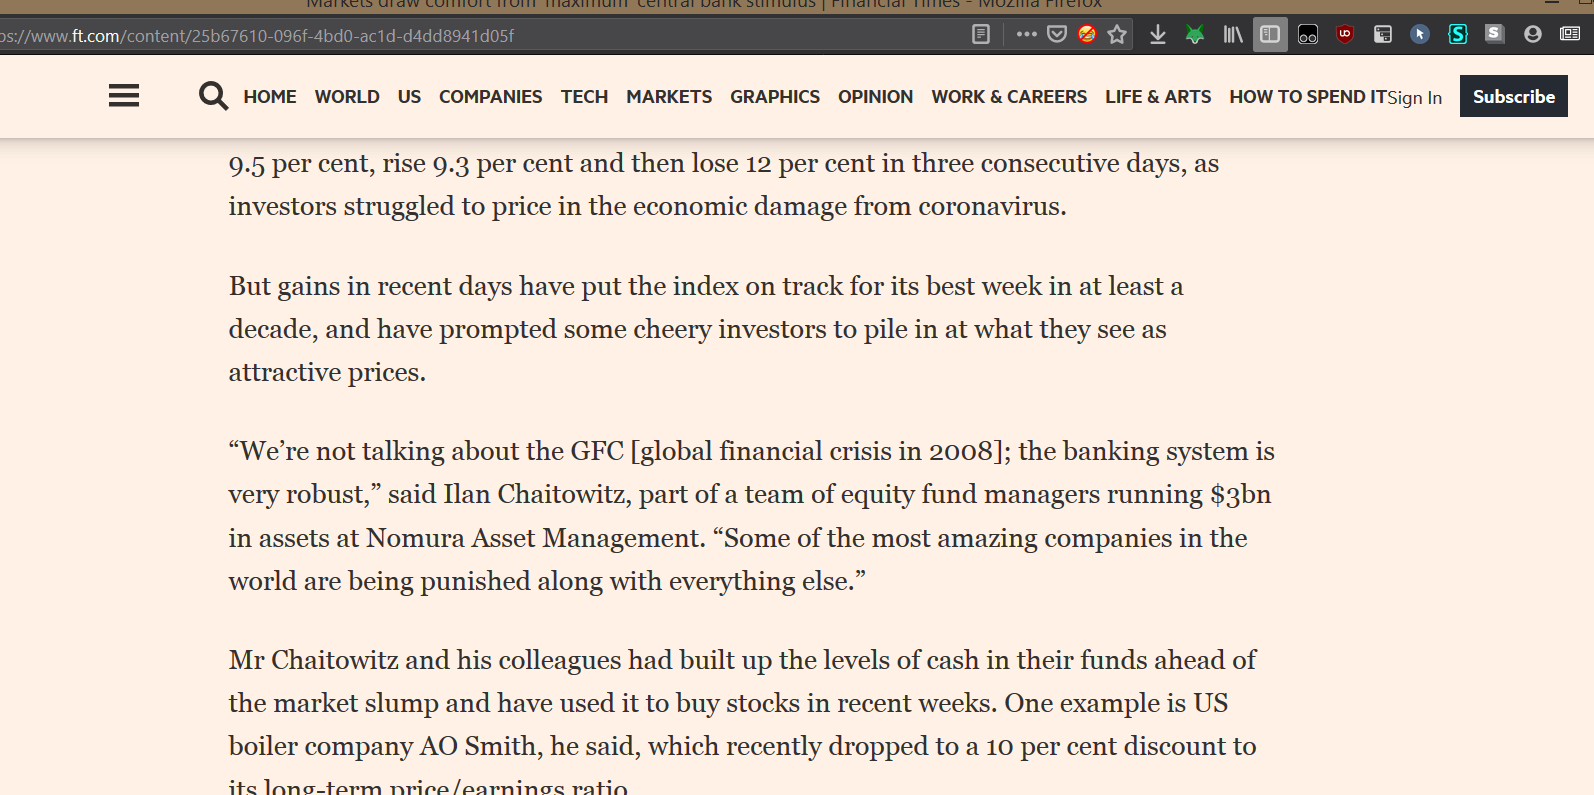 Markets draw comfort from 'maximum' central bank stimulus | Financial Times - Mozilla Firefox
ps://www.ft.com/content/25b67610-096f-4bd0-ac1d-d4dd8941d05f
HOME WORLD US COMPANIES TECH MARKETS GRAPHICS OPINION WORK & CAREERS LIFE & ARTS HOW TO SPEND IT Sign In Subscribe
9.5 per cent, rise 9.3 per cent and then lose 12 per cent in three consecutive days, as
investors struggled to price in the economic damage from coronavirus.
But gains in recent days have put the index on track for its best week in at least a
decade, and have prompted some cheery investors to pile in at what they see as
attractive prices.
“We’re not talking about the GFC [global financial crisis in 2008]; the banking system is
very robust,” said Ilan Chaitowitz, part of a team of equity fund managers running $3bn
in assets at Nomura Asset Management. “Some of the most amazing companies in the
world are being punished along with everything else.”
Mr Chaitowitz and his colleagues had built up the levels of cash in their funds ahead of
the market slump and have used it to buy stocks in recent weeks. One example is US
boiler company AO Smith, he said, which recently dropped to a 10 per cent discount to
its long-term price/earnings ratio